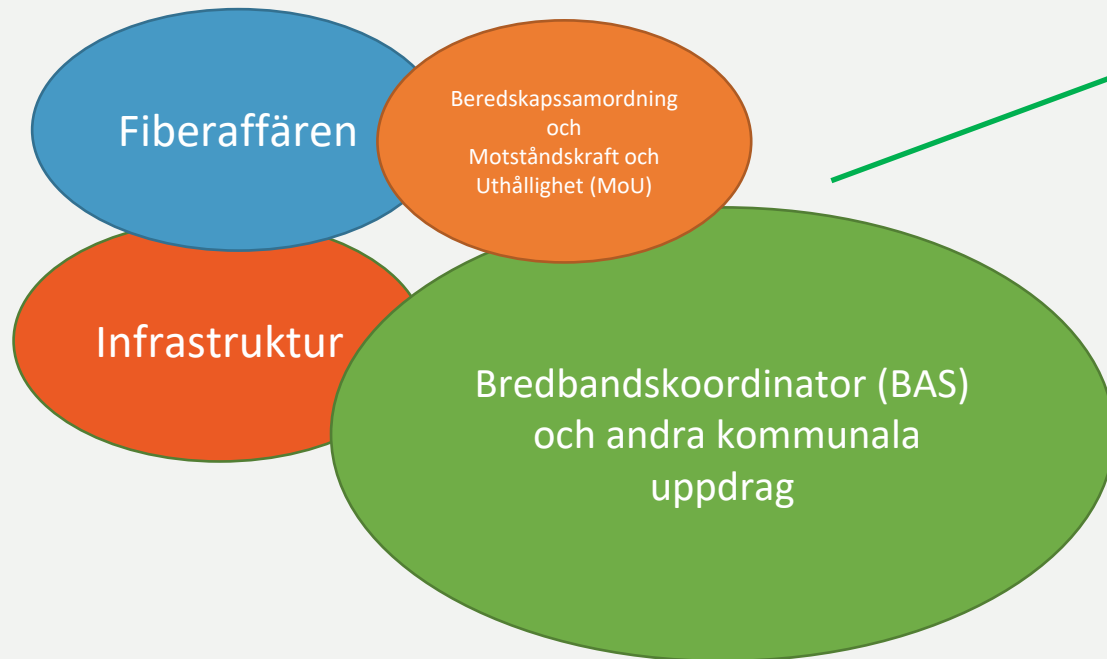 Fiberaffären
Beredskapssamordning
och
Motståndskraft och
Uthållighet (MoU)
Infrastruktur
Bredbandskoordinator (BAS)
och andra kommunala
uppdrag